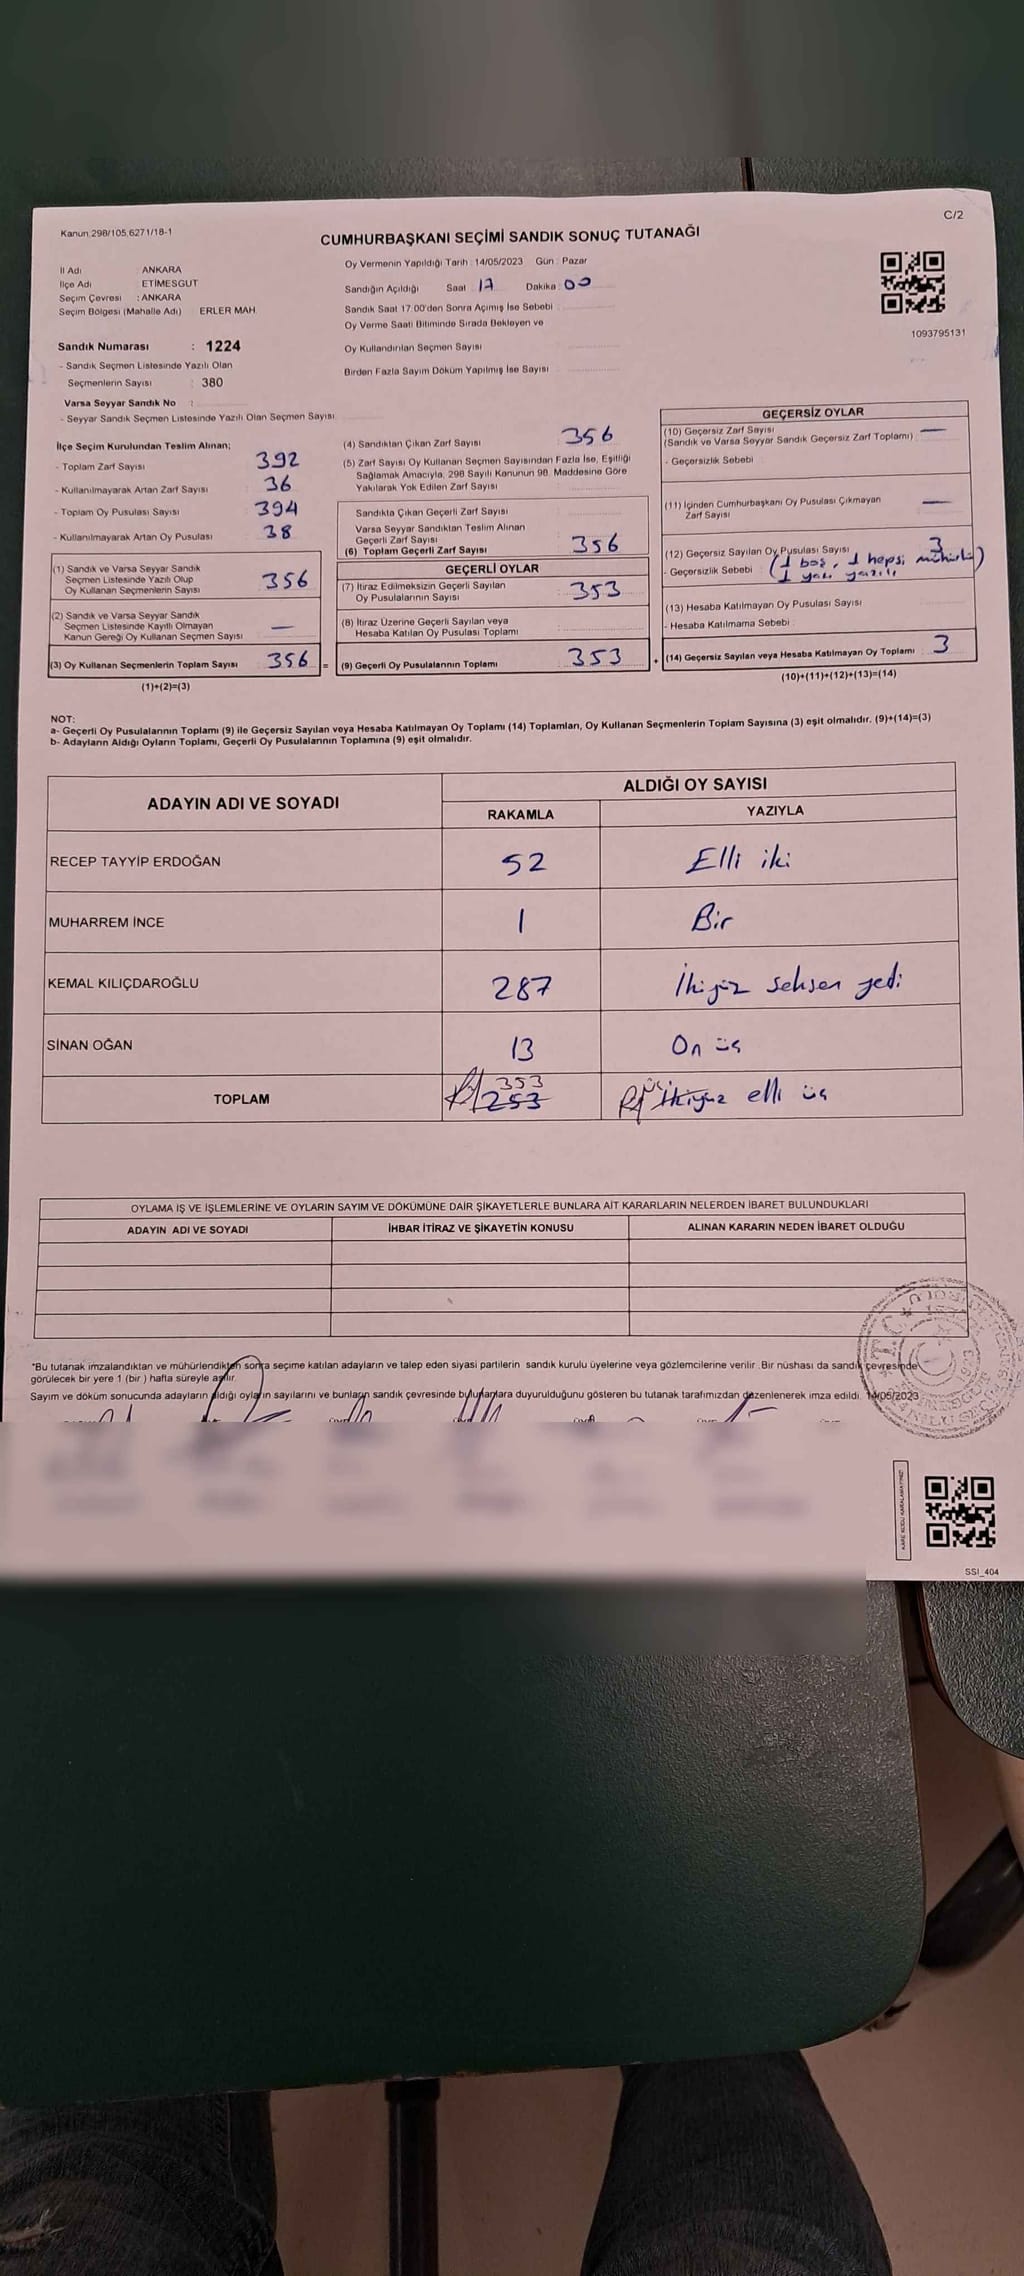 C/2
Kanun 298/105,6271/18-1
CUMHURBAŞKANI SEÇİMİ SANDIK SONUÇ TUTANAĞI
İl Adı : ANKARA
İlçe Adı : ETİMESGUT
Seçim Çevresi : ANKARA
Seçim Bölgesi (Mahalle Adı) ERLER MAH
Oy Vermenin Yapıldığı Tarih : 14/05/2023 Gün : Pazar
Sandığın Açıldığı Saat 17 Dakika : 00
Sandık Saat 17:00'den Sonra Açımış İse Sebebi
Oy Verme Saati Bitiminde Sırada Bekleyen ve
Oy Kullandırılan Seçmen Sayısı
Birden Fazla Sayım Döküm Yapılmış İse Sayısı
1093795131
Sandık Numarası : 1224
- Sandık Seçmen Listesinde Yazılı Olan
Seçmenlerin Sayısı : 380
Varsa Seyyar Sandık No :
- Seyyar Sandık Seçmen Listesinde Yazılı Olan Seçmen Sayısı
İlçe Seçim Kurulundan Teslim Alınan;
- Toplam Zarf Sayısı 392
- Kullanılmayarak Artan Zarf Sayısı 36
- Toplam Oy Pusulası Sayısı 394
- Kullanılmayarak Artan Oy Pusulası 38
(1) Sandık ve Varsa Seyyar Sandık
Seçmen Listesinde Yazılı Olup
Oy Kullanan Seçmenlerin Sayısı 356
(2) Sandık ve Varsa Seyyar Sandık
Seçmen Listesinde Kayıtlı Olmayan
Kanun Gereği Oy Kullanan Seçmen Sayısı —
(3) Oy Kullanan Seçmenlerin Toplam Sayısı 356 =
(1)+(2)=(3)
(4) Sandıktan Çıkan Zarf Sayısı 356
(5) Zarf Sayısı Oy Kullanan Seçmen Sayısından Fazla İse, Eşitliği
Sağlamak Amacıyla, 298 Sayılı Kanunun 98. Maddesine Göre
Yakılarak Yok Edilen Zarf Sayısı
Sandıkta Çıkan Geçerli Zarf Sayısı
Varsa Seyyar Sandıktan Teslim Alınan
Geçerli Zarf Sayısı
(6) Toplam Geçerli Zarf Sayısı 356
GEÇERLİ OYLAR
(7) İtiraz Edilmeksizin Geçerli Sayılan
Oy Pusulalarının Sayısı 353
(8) İtiraz Üzerine Geçerli Sayılan veya
Hesaba Katılan Oy Pusulası Toplamı
(9) Geçerli Oy Pusulalarının Toplamı 353 +
GEÇERSİZ OYLAR
(10) Geçersiz Zarf Sayısı —
(Sandık ve Varsa Seyyar Sandık Geçersiz Zarf Toplamı)
- Geçersizlik Sebebi
(11) İçinden Cumhurbaşkanı Oy Pusulası Çıkmayan
Zarf Sayısı —
(12) Geçersiz Sayılan Oy Pusulası Sayısı 3
- Geçersizlik Sebebi : (1 boş, 1 hepsi mühürlü)
1 yazı yazılı
(13) Hesaba Katılmayan Oy Pusulası Sayısı
- Hesaba Katılmama Sebebi :
(14) Geçersiz Sayılan veya Hesaba Katılmayan Oy Toplamı 3
(10)+(11)+(12)+(13)=(14)
NOT:
a- Geçerli Oy Pusulalarının Toplamı (9) ile Geçersiz Sayılan veya Hesaba Katılmayan Oy Toplamı (14) Toplamları, Oy Kullanan Seçmenlerin Toplam Sayısına (3) eşit olmalıdır. (9)+(14)=(3)
b- Adayların Aldığı Oyların Toplamı, Geçerli Oy Pusulalarının Toplamına (9) eşit olmalıdır.
ADAYIN ADI VE SOYADI
ALDIĞI OY SAYISI
RAKAMLA YAZIYLA
RECEP TAYYİP ERDOĞAN 52 Elli iki
MUHARREM İNCE 1 Bir
KEMAL KILIÇDAROĞLU 287 İkiyüz seksen yedi
SİNAN OĞAN 13 On üç
353
TOPLAM 253 üç İkiyüz elli üç
OYLAMA İŞ VE İŞLEMLERİNE VE OYLARIN SAYIM VE DÖKÜMÜNE DAİR ŞİKAYETLERLE BUNLARA AİT KARARLARIN NELERDEN İBARET BULUNDUKLARI
ADAYIN ADI VE SOYADI İHBAR İTİRAZ VE ŞİKAYETİN KONUSU ALINAN KARARIN NEDEN İBARET OLDUĞU
*Bu tutanak imzalandıktan ve mühürlendikten sonra seçime katılan adayların ve talep eden siyasi partilerin sandık kurulu üyelerine veya gözlemcilerine verilir. Bir nüshası da sandık çevresinde
görülecek bir yere 1 (bir ) hafta süreyle asılır.
Sayım ve döküm sonucunda adayların aldığı oyların sayılarını ve bunların sandık çevresinde bulunanlara duyurulduğunu gösteren bu tutanak tarafımızdan düzenlenerek imza edildi. 14/05/2023
T.C.
KARE KODU KARALAMAYINIZ!
SSI_404